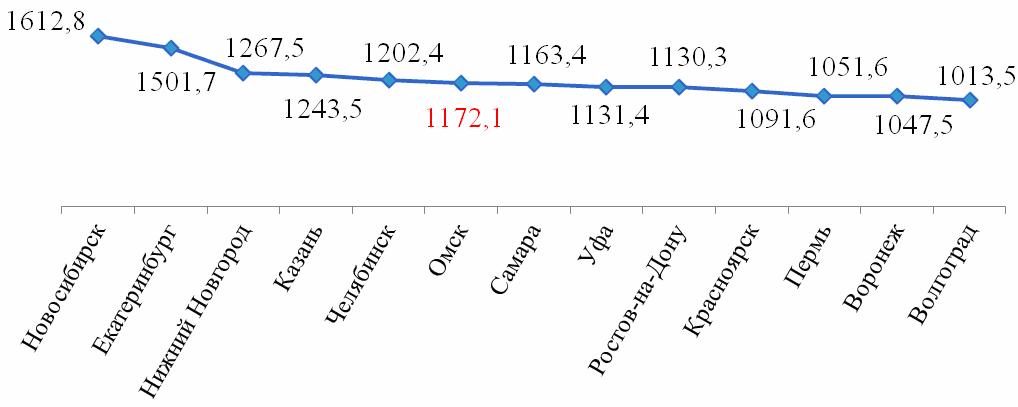 1612,8
1501,7
1267,5
1243,5
1202,4
1172,1
1163,4
1131,4
1130,3
1091,6
1051,6
1047,5
1013,5
Новосибирск
Екатеринбург
Нижний Новгород
Казань
Челябинск
Омск
Самара
Уфа
Ростов-на-Дону
Красноярск
Пермь
Воронеж
Волгоград